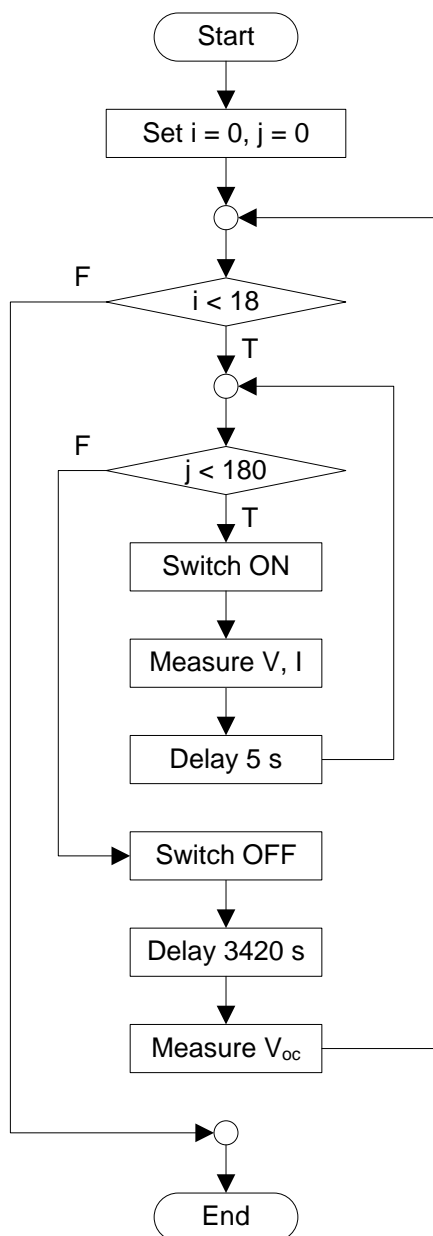 Start
Set i = 0, j = 0
F
i < 18
T
F
j < 180
T
Switch ON
Measure V, I
Delay 5 s
Switch OFF
Delay 3420 s
Measure Voc
End